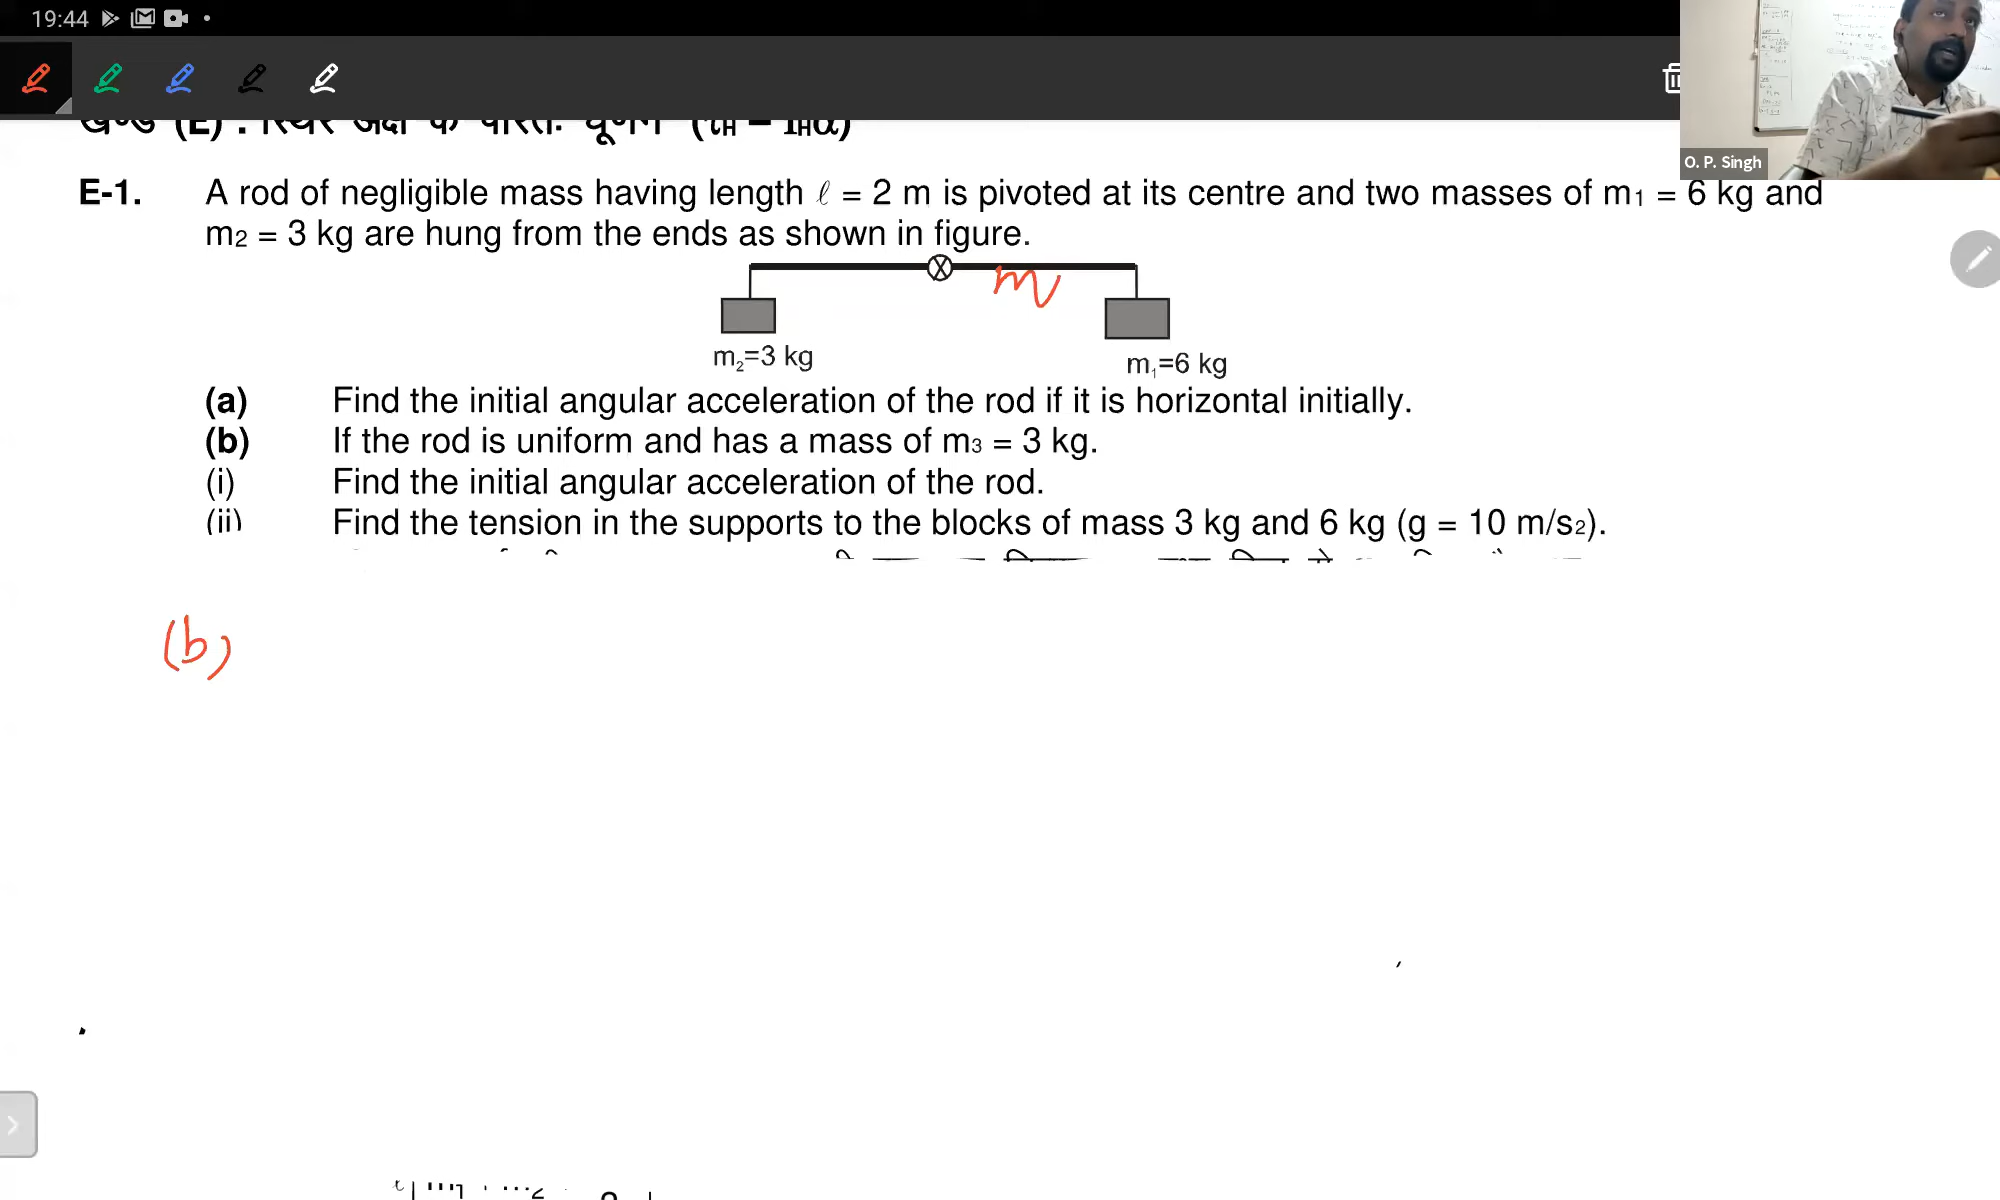 19:44
O. P. Singh
(E) :
E-1. A rod of negligible mass having length ℓ = 2 m is pivoted at its centre and two masses of m1 = 6 kg and
m2 = 3 kg are hung from the ends as shown in figure.
m
m2=3 kg
m1=6 kg
(a) Find the initial angular acceleration of the rod if it is horizontal initially.
(b) If the rod is uniform and has a mass of m3 = 3 kg.
(i) Find the initial angular acceleration of the rod.
(ii) Find the tension in the supports to the blocks of mass 3 kg and 6 kg (g = 10 m/s2).
(b)